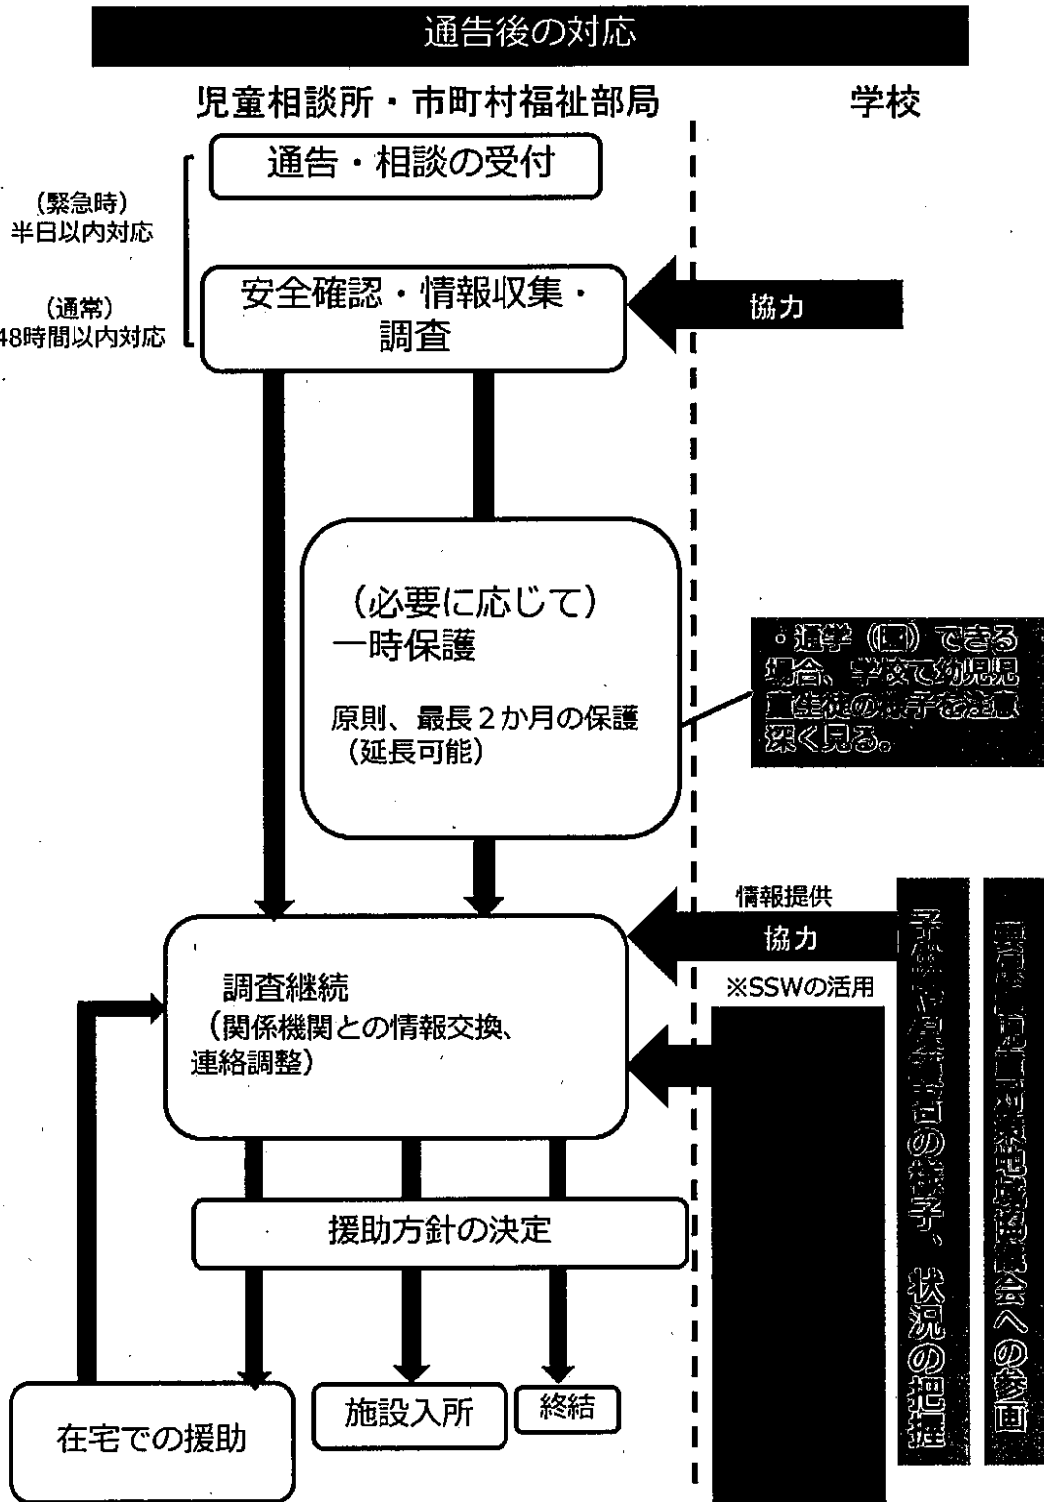 通告後の対応
児童相談所・市町村福祉部局
学校
通告・相談の受付
(緊急時)
半日以内対応
(通常)
48時間以内対応
安全確認・情報収集・
調査
協力
(必要に応じて)
一時保護
原則、最長2か月の保護
(延長可能)
・通学(園)できる
場合、学校で幼児児
童生徒の様子を注意
深く見る。
情報提供
協力
※SSWの活用
調査継続
(関係機関との情報交換、
連絡調整)
子供や保護者の様子、状況の把握
要保護児童対策地域協議会への参画
援助方針の決定
在宅での援助
施設入所
終結